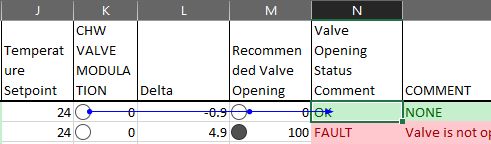 J K L M N
Temperat
ure
Setpoint
CHW
VALVE
MODULA
TION
Delta
Recommen
ded Valve
Opening
Valve
Opening
Status
Comment
COMMENT
24 0 -0.9 0 OK NONE
24 0 4.9 100 FAULT Valve is not op